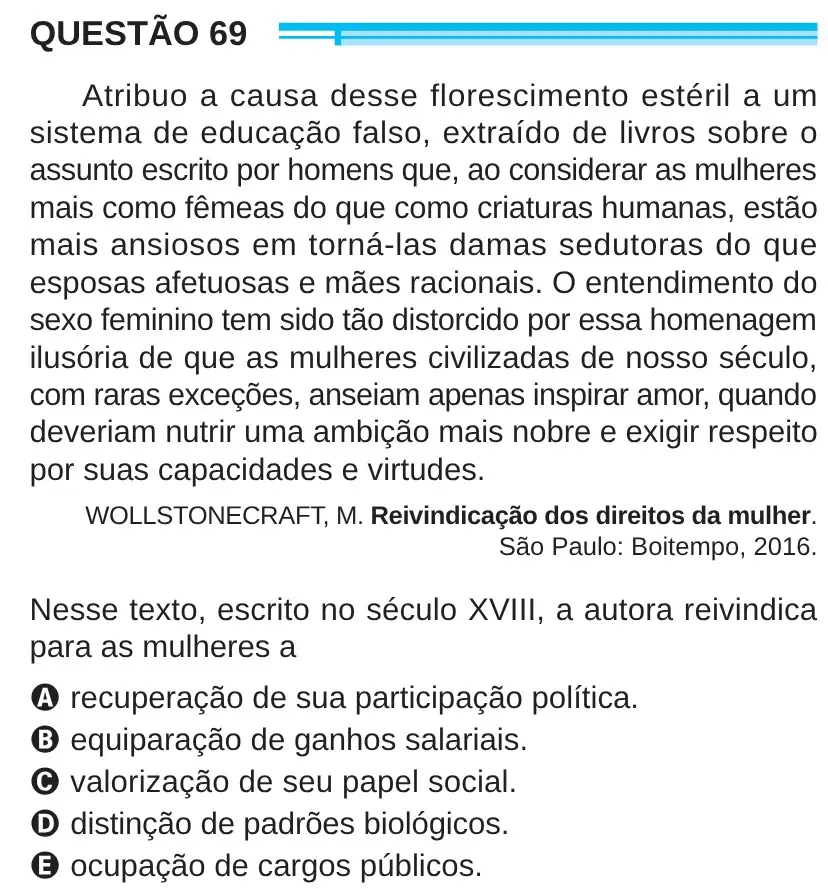 QUESTÃO 69
Atribuo a causa desse florescimento estéril a um
sistema de educação falso, extraído de livros sobre o
assunto escrito por homens que, ao considerar as mulheres
mais como fêmeas do que como criaturas humanas, estão
mais ansiosos em torná-las damas sedutoras do que
esposas afetuosas e mães racionais. O entendimento do
sexo feminino tem sido tão distorcido por essa homenagem
ilusória de que as mulheres civilizadas de nosso século,
com raras exceções, anseiam apenas inspirar amor, quando
deveriam nutrir uma ambição mais nobre e exigir respeito
por suas capacidades e virtudes.
WOLLSTONECRAFT, M. Reivindicação dos direitos da mulher.
São Paulo: Boitempo, 2016.
Nesse texto, escrito no século XVIII, a autora reivindica
para as mulheres a
A recuperação de sua participação política.
B equiparação de ganhos salariais.
C valorização de seu papel social.
D distinção de padrões biológicos.
E ocupação de cargos públicos.